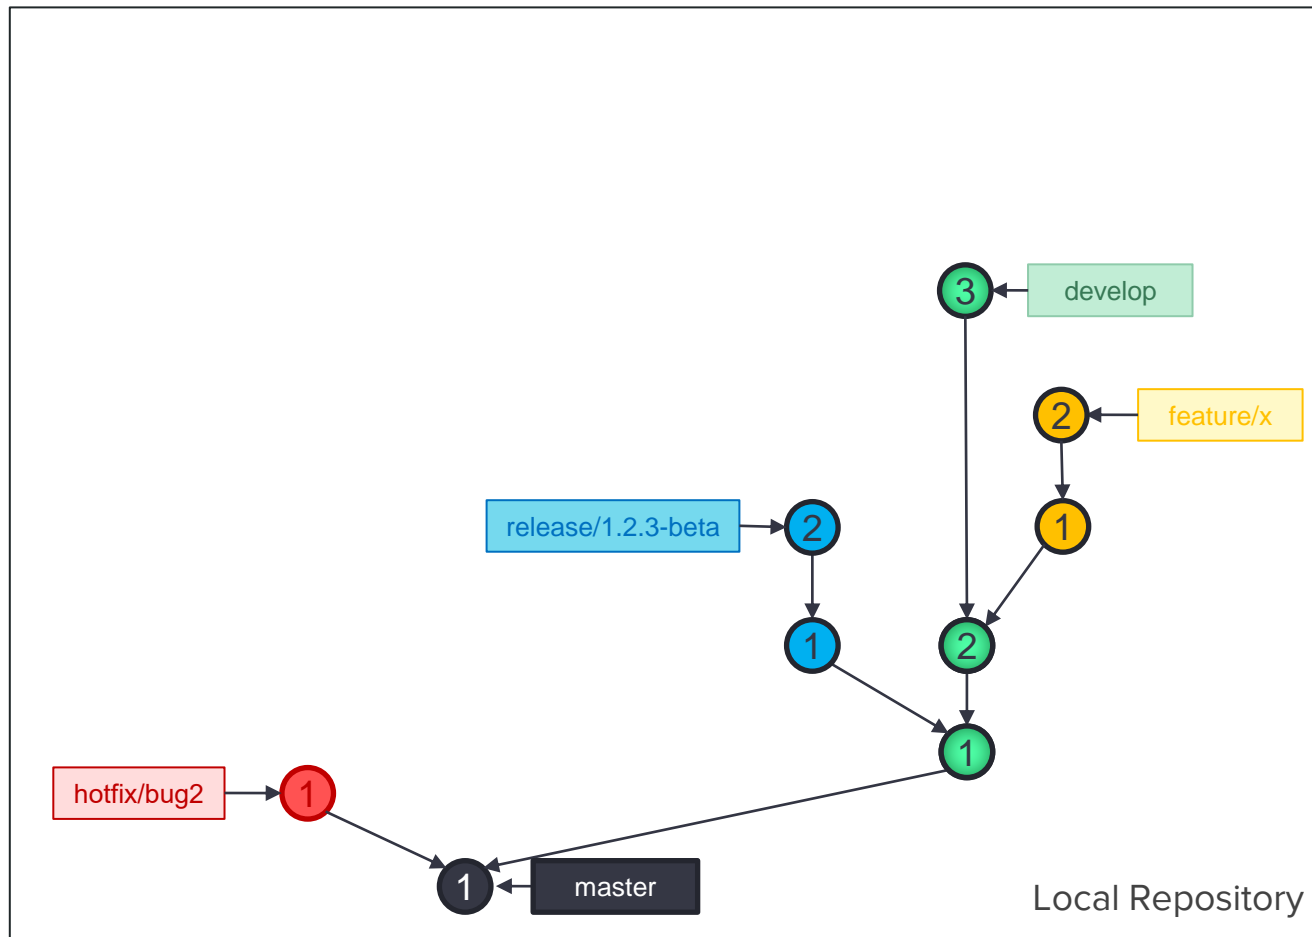 3
develop
2
feature/x
release/1.2.3-beta
2
1
1
2
1
hotfix/bug2
1
1
master
Local Repository